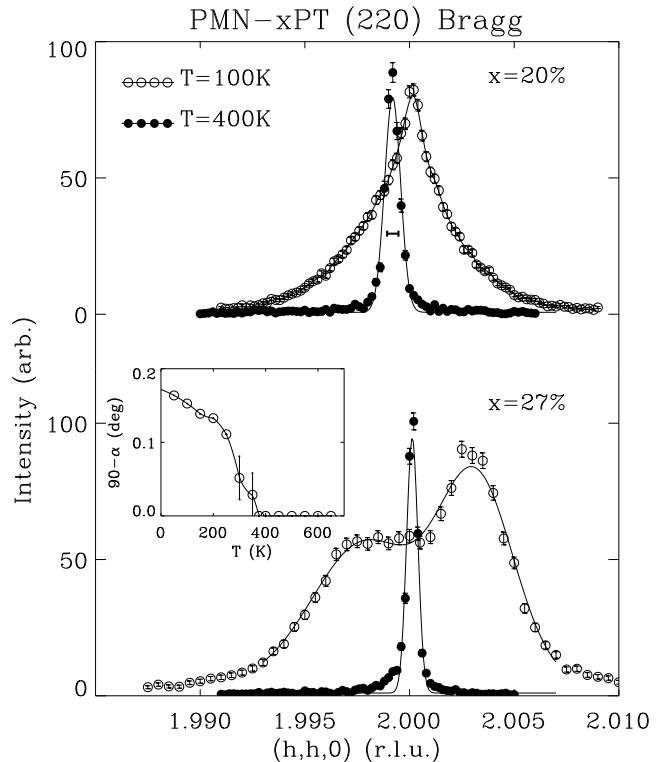 PMN-xPT (220) Bragg
100
T=100K
x=20%
T=400K
50
0
Intensity (arb.)
0.2
0.1
0.0
90-α (deg)
0 200 400 600
T (K)
x=27%
100
50
0
1.990 1.995 2.000 2.005 2.010
(h,h,0) (r.l.u.)